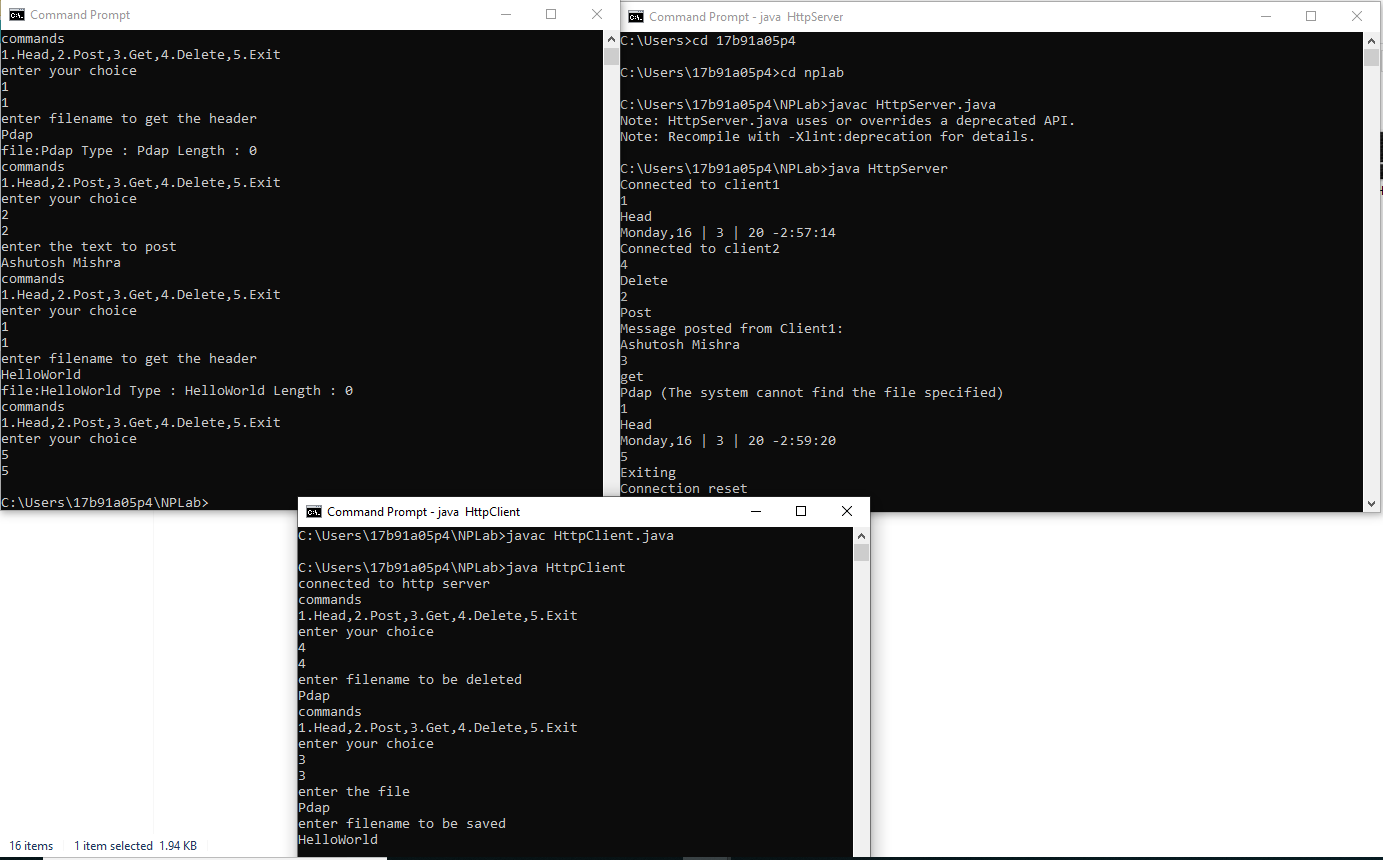 Command Prompt
commands
1.Head,2.Post,3.Get,4.Delete,5.Exit
enter your choice
1
1
enter filename to get the header
Pdap
file:Pdap Type : Pdap Length : 0
commands
1.Head,2.Post,3.Get,4.Delete,5.Exit
enter your choice
2
2
enter the text to post
Ashutosh Mishra
commands
1.Head,2.Post,3.Get,4.Delete,5.Exit
enter your choice
1
1
enter filename to get the header
HelloWorld
file:HelloWorld Type : HelloWorld Length : 0
commands
1.Head,2.Post,3.Get,4.Delete,5.Exit
enter your choice
5
5
C:\Users\17b91a05p4\NPLab>
Command Prompt - java  HttpServer
C:\Users>cd 17b91a05p4
C:\Users\17b91a05p4>cd nplab
C:\Users\17b91a05p4\NPLab>javac HttpServer.java
Note: HttpServer.java uses or overrides a deprecated API.
Note: Recompile with -Xlint:deprecation for details.
C:\Users\17b91a05p4\NPLab>java HttpServer
Connected to client1
1
Head
Monday,16 | 3 | 20 -2:57:14
Connected to client2
4
Delete
2
Post
Message posted from Client1:
Ashutosh Mishra
3
get
Pdap (The system cannot find the file specified)
1
Head
Monday,16 | 3 | 20 -2:59:20
5
Exiting
Connection reset
Command Prompt - java  HttpClient
C:\Users\17b91a05p4\NPLab>javac HttpClient.java
C:\Users\17b91a05p4\NPLab>java HttpClient
connected to http server
commands
1.Head,2.Post,3.Get,4.Delete,5.Exit
enter your choice
4
4
enter filename to be deleted
Pdap
commands
1.Head,2.Post,3.Get,4.Delete,5.Exit
enter your choice
3
3
enter the file
Pdap
enter filename to be saved
HelloWorld
16 items 1 item selected 1.94 KB